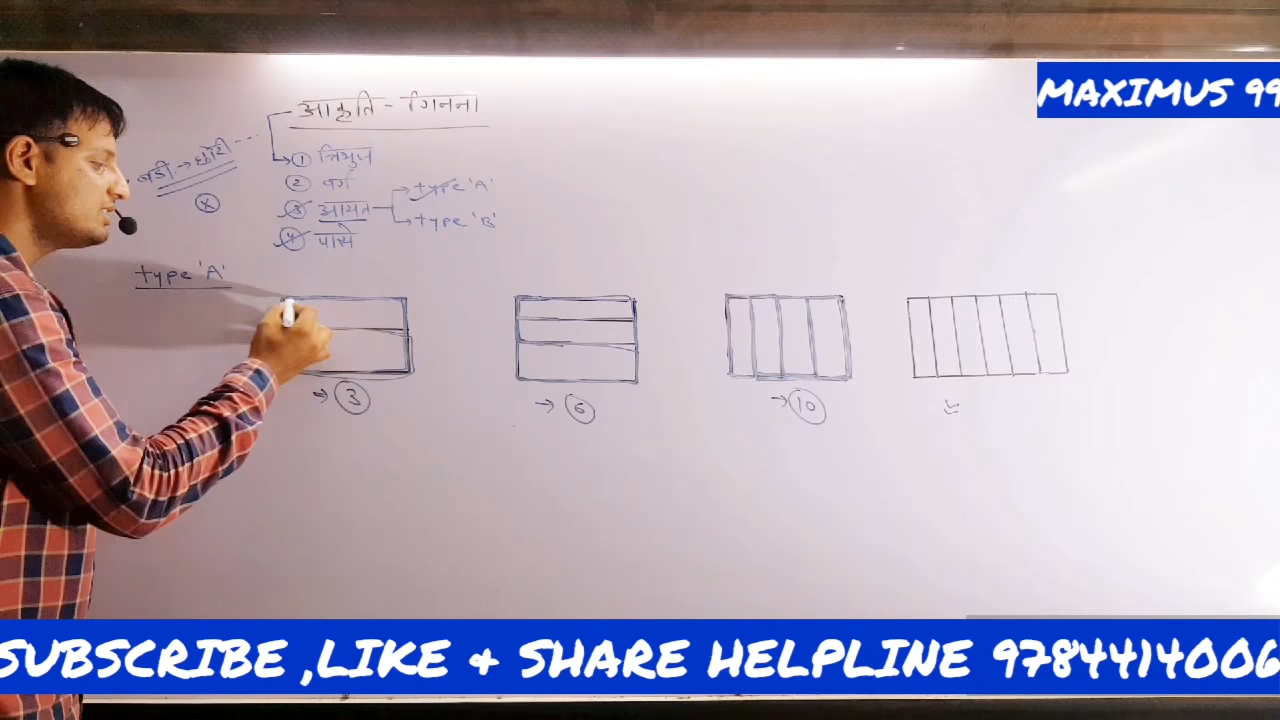 MAXIMUS 99
आकृति - गिनना
बडी → छोटी ---
① त्रिभुज
② वर्ग
③ आयत → type 'A'
→ type 'B'
④ पासे
type 'A'
→ ③
→ ⑥
→ ⑩
SUBSCRIBE ,LIKE & SHARE HELPLINE 9784414006